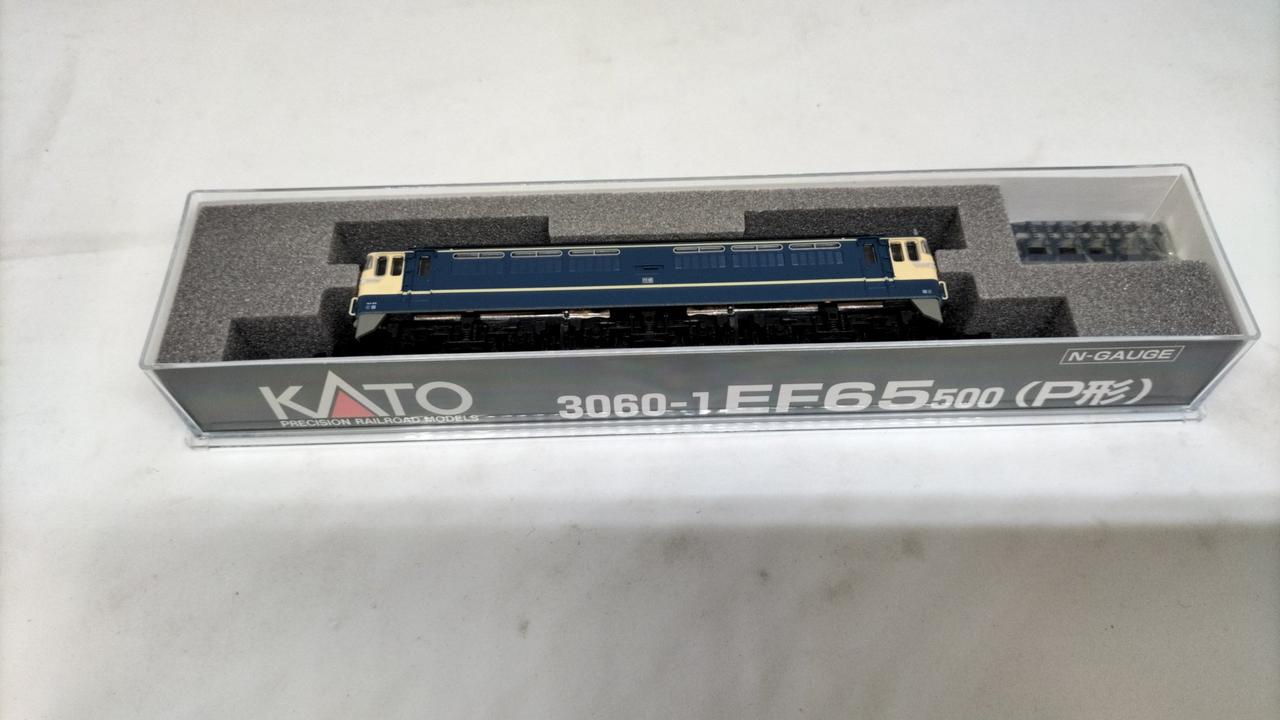 N-GAUGE
KATO 3060-1 EF65 500 (P形)
PRECISION RAILROAD MODELS